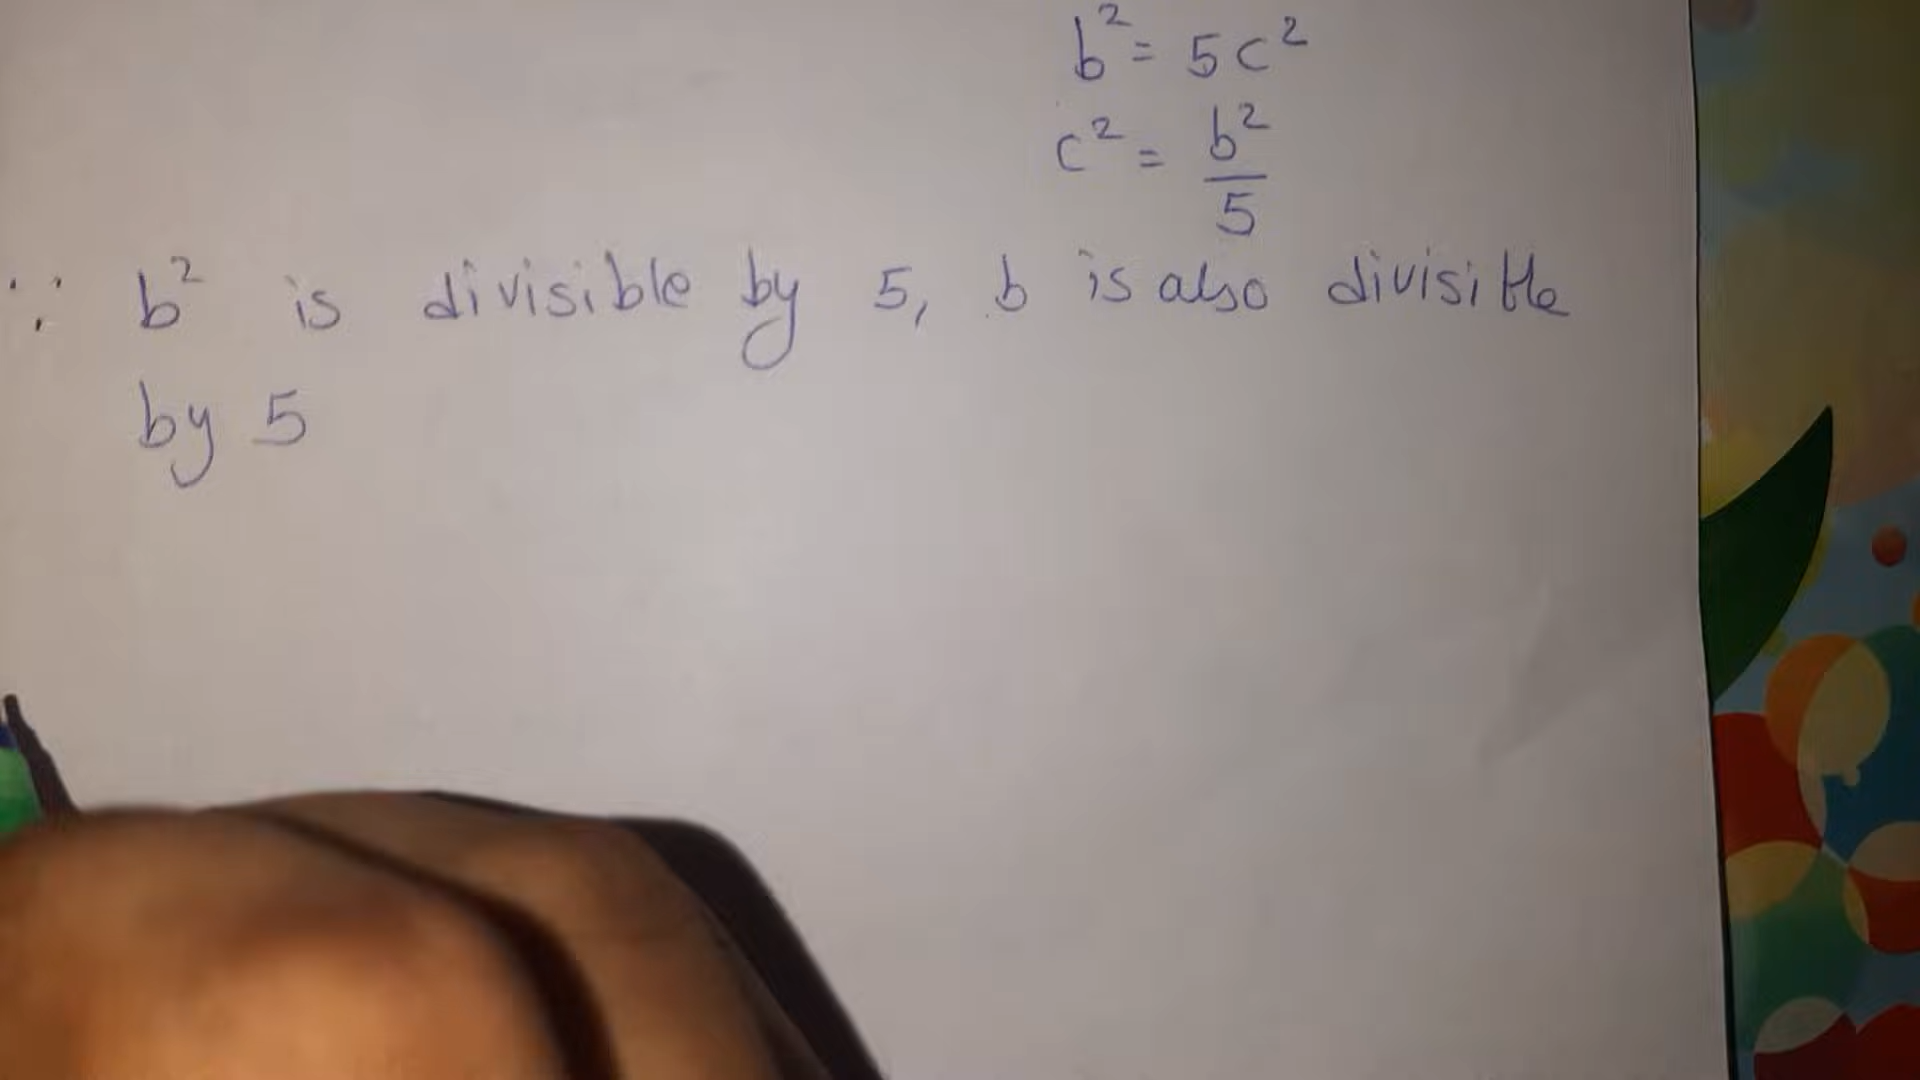 b² = 5c²
c² = b²/5
∵ b² is divisible by 5, b is also divisible
by 5